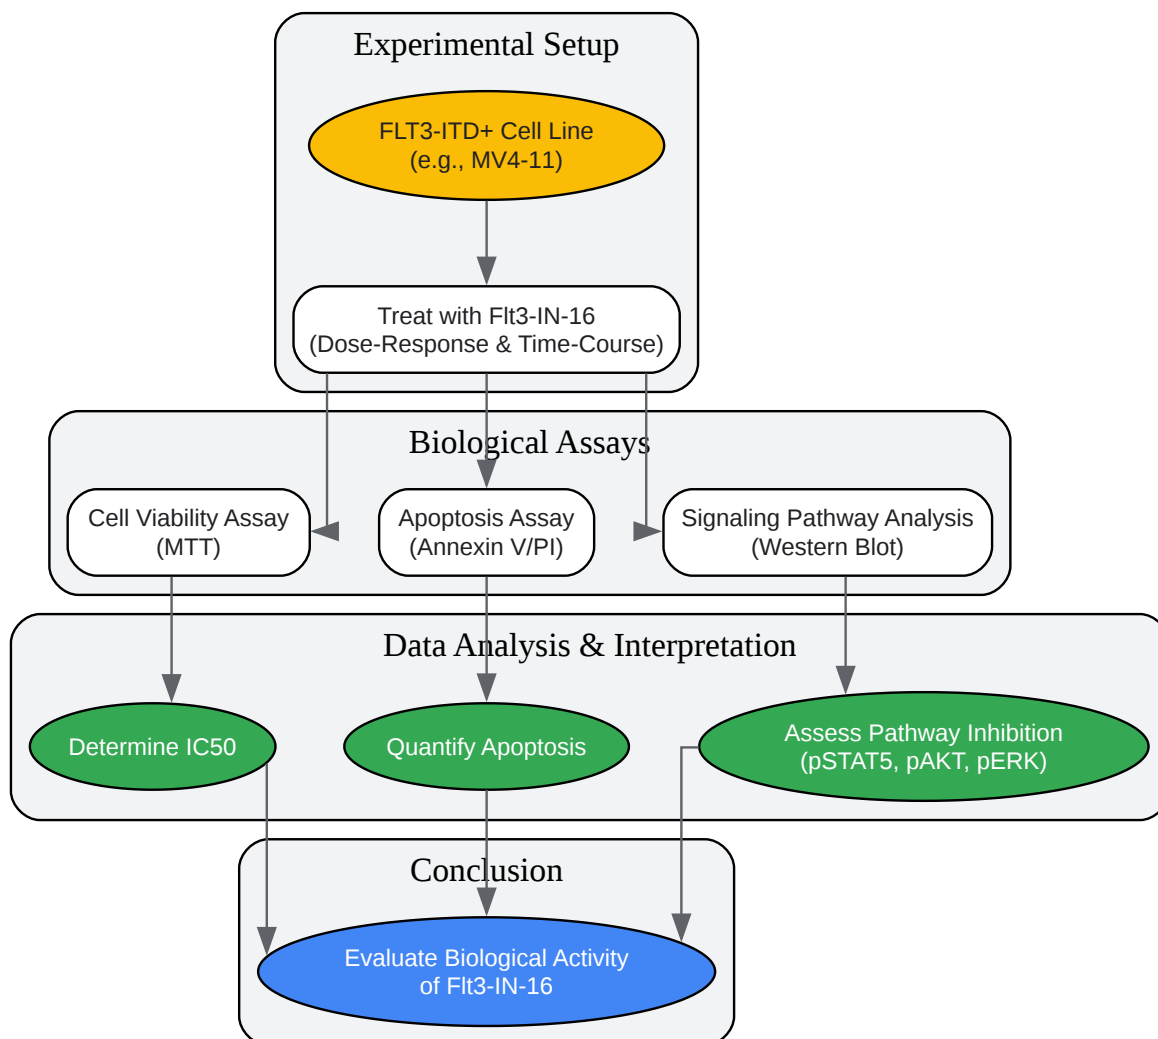 Experimental Setup
FLT3-ITD+ Cell Line
(e.g., MV4-11)
Treat with Flt3-IN-16
(Dose-Response & Time-Course)
Biological Assays
Cell Viability Assay
(MTT)
Apoptosis Assay
(Annexin V/PI)
Signaling Pathway Analysis
(Western Blot)
Data Analysis & Interpretation
Determine IC50
Quantify Apoptosis
Assess Pathway Inhibition
(pSTAT5, pAKT, pERK)
Conclusion
Evaluate Biological Activity
of Flt3-IN-16